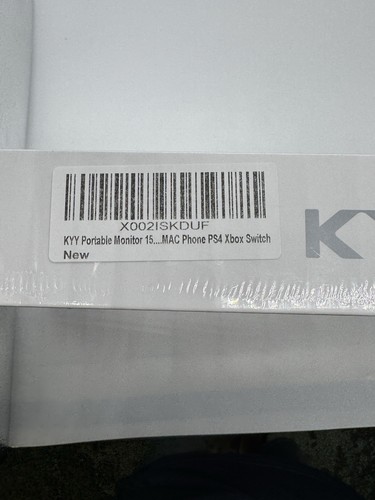 X002ISKDUF
KYY Portable Monitor 15....MAC Phone PS4 Xbox Switch
New
KY